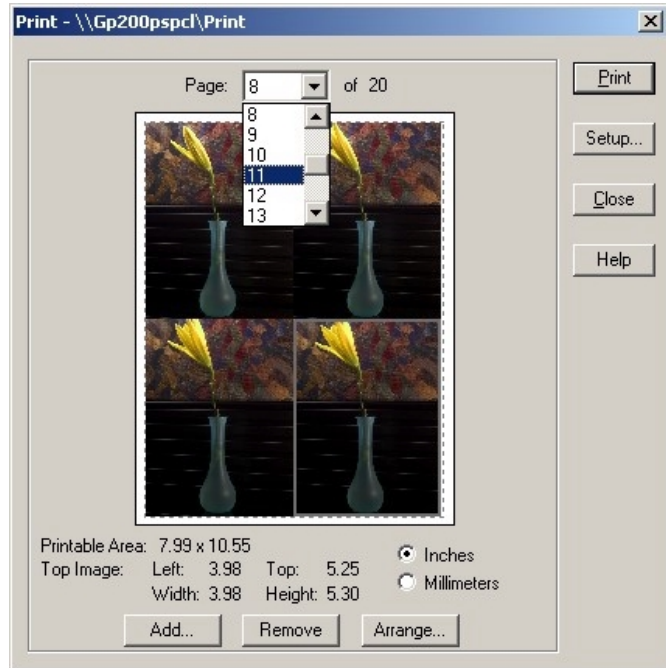 Print - \\Gp200pspcl\Print
Page: 8 of 20
8
9
10
11
12
13
Print
Setup...
Close
Help
Printable Area: 7.99 x 10.55
Top Image: Left: 3.98 Top: 5.25
Width: 3.98 Height: 5.30
Inches
Millimeters
Add... Remove Arrange...